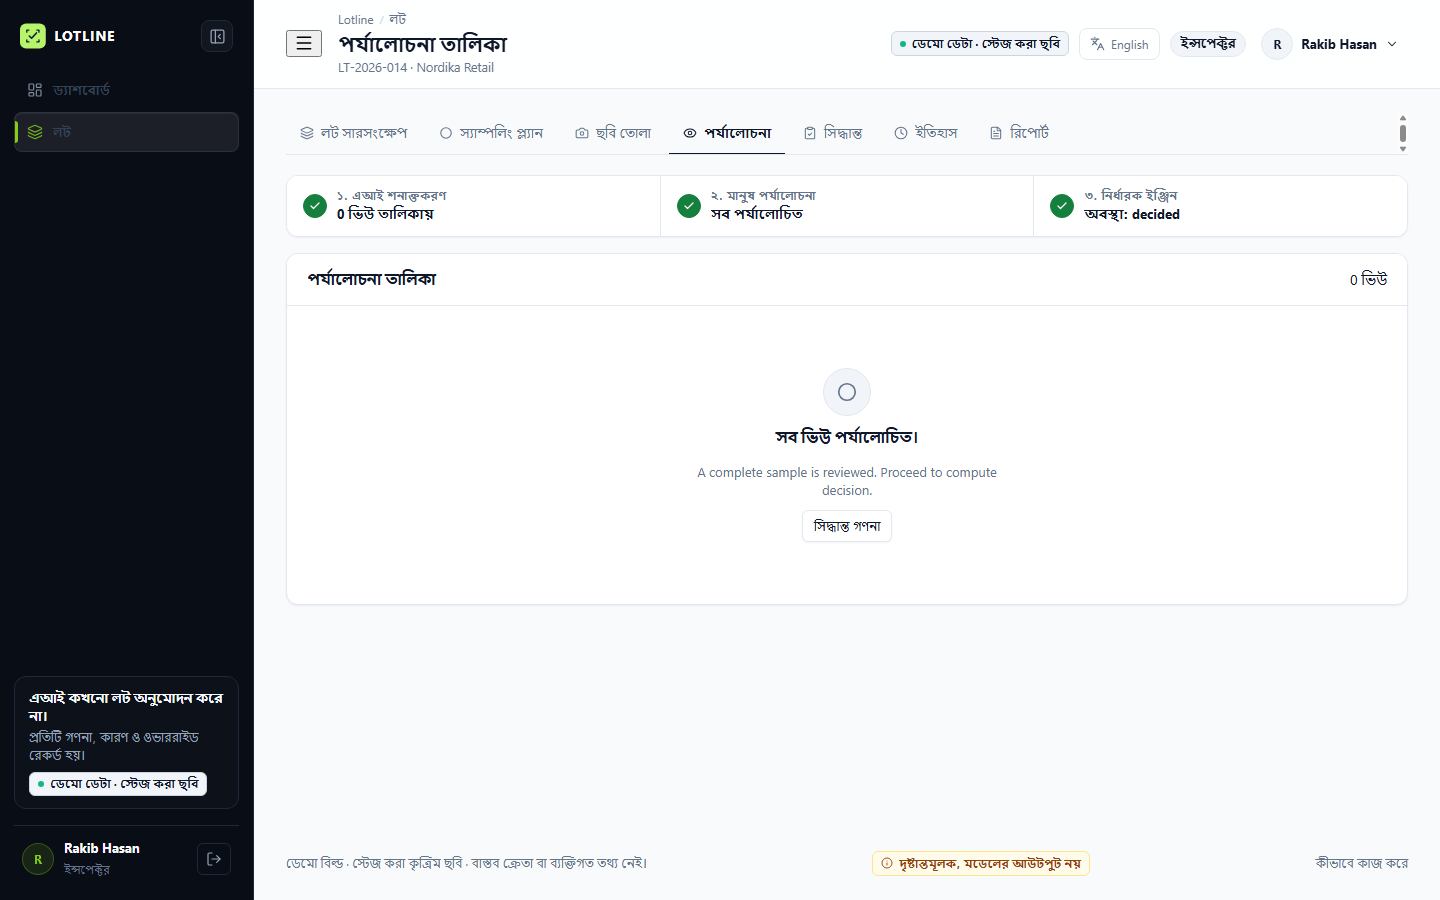 LOTLINE
ড্যাশবোর্ড
লট
এআই কখনো লট অনুমোদন করে
না।
প্রতিটি গণনা, কারণ ও ওভাররাইড
রেকর্ড হয়।
ডেমো ডেটা · স্টেজ করা ছবি
R
Rakib Hasan
ইন্সপেক্টর
Lotline / লট
পর্যালোচনা তালিকা
LT-2026-014 · Nordika Retail
ডেমো ডেটা · স্টেজ করা ছবি
English
ইন্সপেক্টর
R
Rakib Hasan
লট সারসংক্ষেপ
স্যাম্পলিং প্ল্যান
ছবি তোলা
পর্যালোচনা
সিদ্ধান্ত
ইতিহাস
রিপোর্ট
১. এআই শনাক্তকরণ
0 ভিউ তালিকায়
২. মানুষ পর্যালোচনা
সব পর্যালোচিত
৩. নির্ধারক ইঞ্জিন
অবস্থা: decided
পর্যালোচনা তালিকা
0 ভিউ
সব ভিউ পর্যালোচিত।
A complete sample is reviewed. Proceed to compute
decision.
সিদ্ধান্ত গণনা
ডেমো বিল্ড · স্টেজ করা কৃত্রিম ছবি · বাস্তব ক্রেতা বা ব্যক্তিগত তথ্য নেই।
দৃষ্টান্তমূলক, মডেলের আউটপুট নয়
কীভাবে কাজ করে